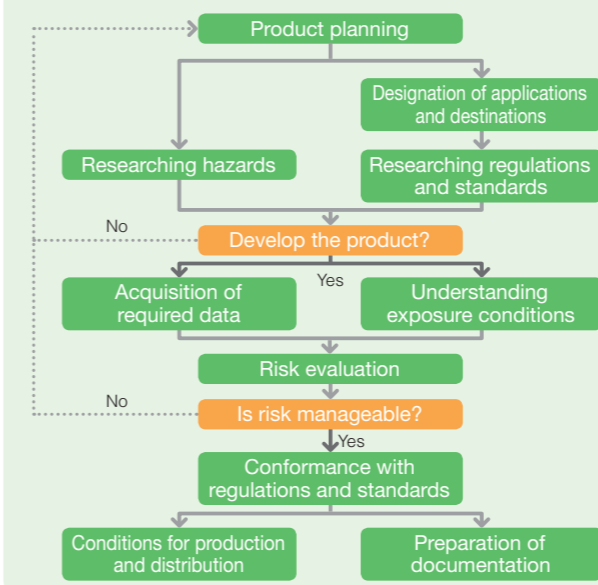 Product planning
Designation of applications
and destinations
Researching hazards
Researching regulations
and standards
No
Develop the product?
Yes
Acquisition of
required data
Understanding
exposure conditions
Risk evaluation
No
Is risk manageable?
Yes
Conformance with
regulations and standards
Conditions for production
and distribution
Preparation of
documentation